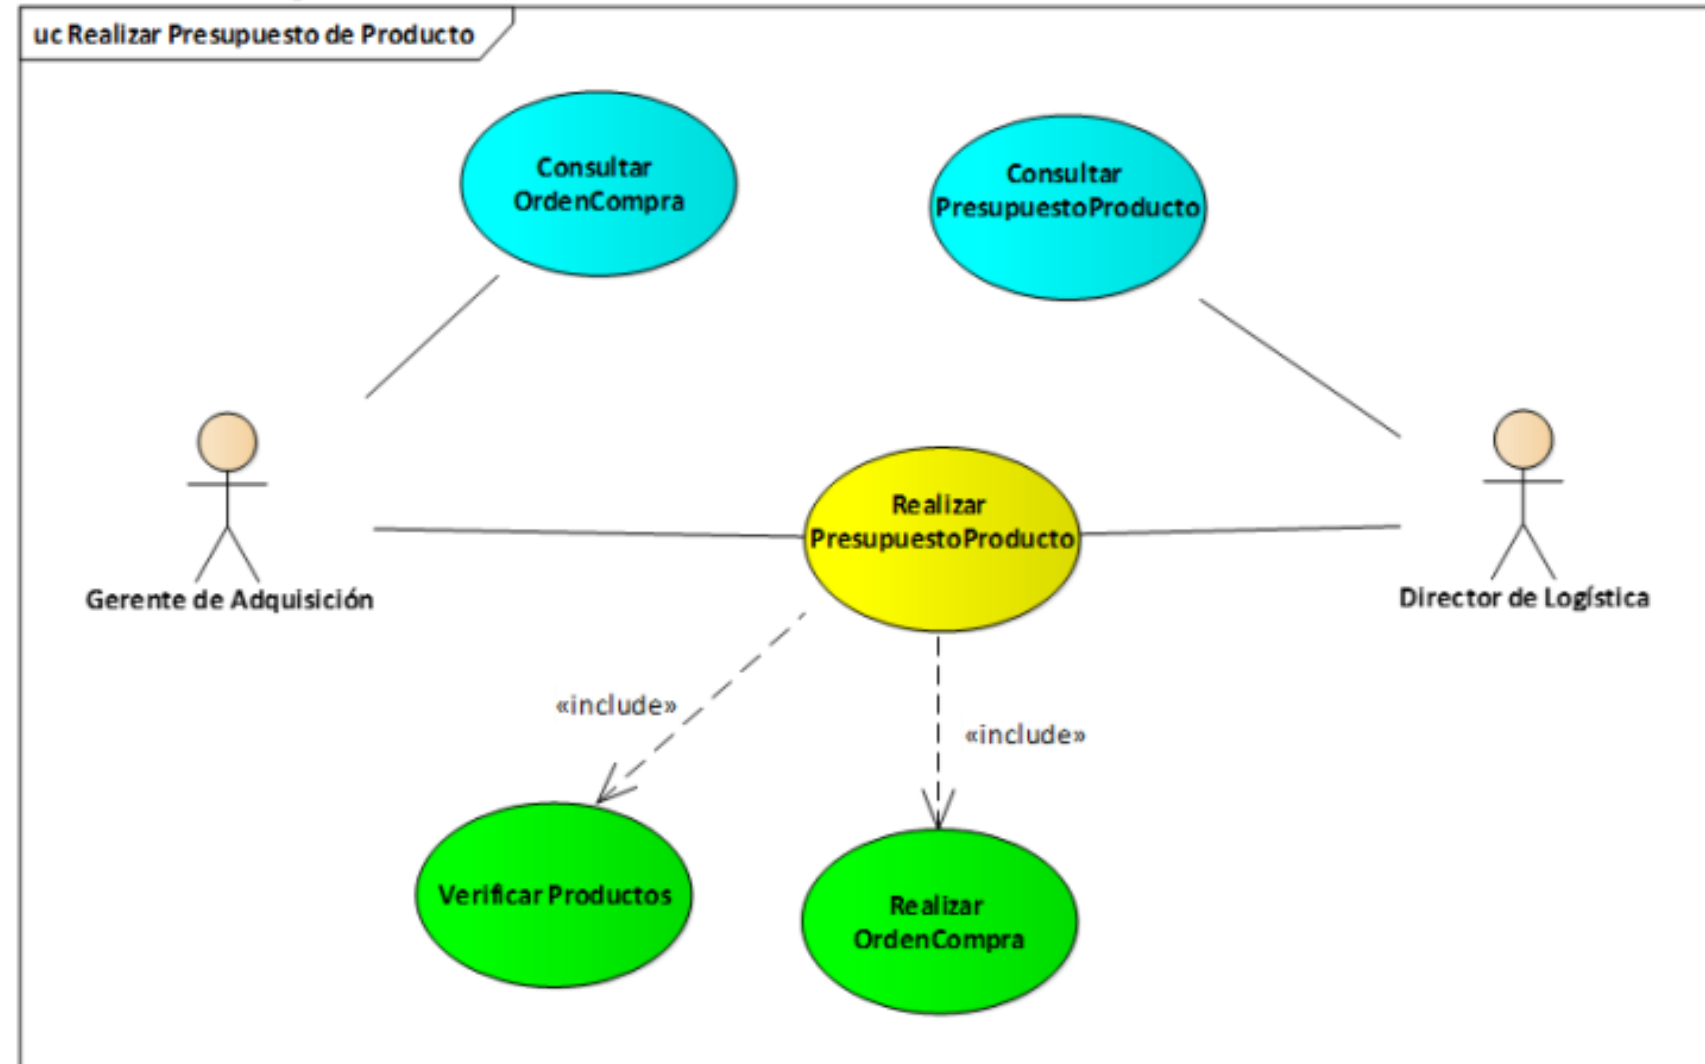 uc Realizar Presupuesto de Producto
Consultar
OrdenCompra
Consultar
PresupuestoProducto
Realizar
PresupuestoProducto
Gerente de Adquisición
Director de Logística
«include»
«include»
Verificar Productos
Realizar
OrdenCompra